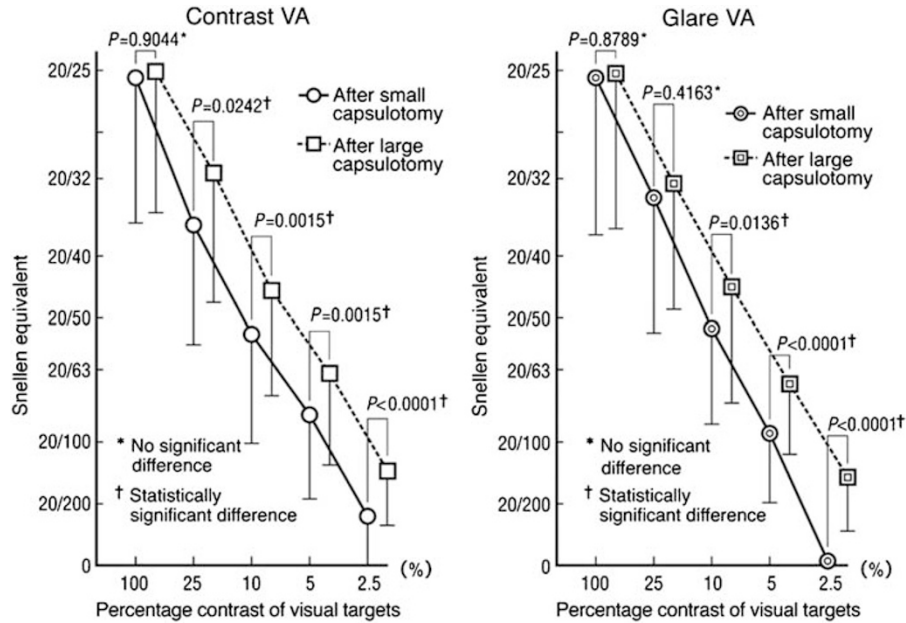 Contrast VA
P=0.9044*
P=0.0242†
P=0.0015†
P=0.0015†
P<0.0001†
After small
capsulotomy
After large
capsulotomy
* No significant
difference
† Statistically
significant difference
Snellen equivalent
20/25
20/32
20/40
20/50
20/63
20/100
20/200
0
100 25 10 5 2.5 (%)
Percentage contrast of visual targets
Glare VA
P=0.8789*
P=0.4163*
P=0.0136†
P<0.0001†
P<0.0001†
After small
capsulotomy
After large
capsulotomy
* No significant
difference
† Statistically
significant difference
Snellen equivalent
20/25
20/32
20/40
20/50
20/63
20/100
20/200
0
100 25 10 5 2.5 (%)
Percentage contrast of visual targets